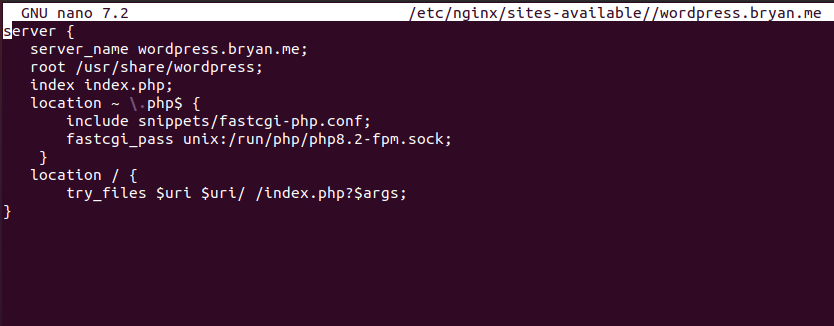 GNU nano 7.2 /etc/nginx/sites-available//wordpress.bryan.me
server {
server_name wordpress.bryan.me;
root /usr/share/wordpress;
index index.php;
location ~ \.php$ {
include snippets/fastcgi-php.conf;
fastcgi_pass unix:/run/php/php8.2-fpm.sock;
}
location / {
try_files $uri $uri/ /index.php?$args;
}